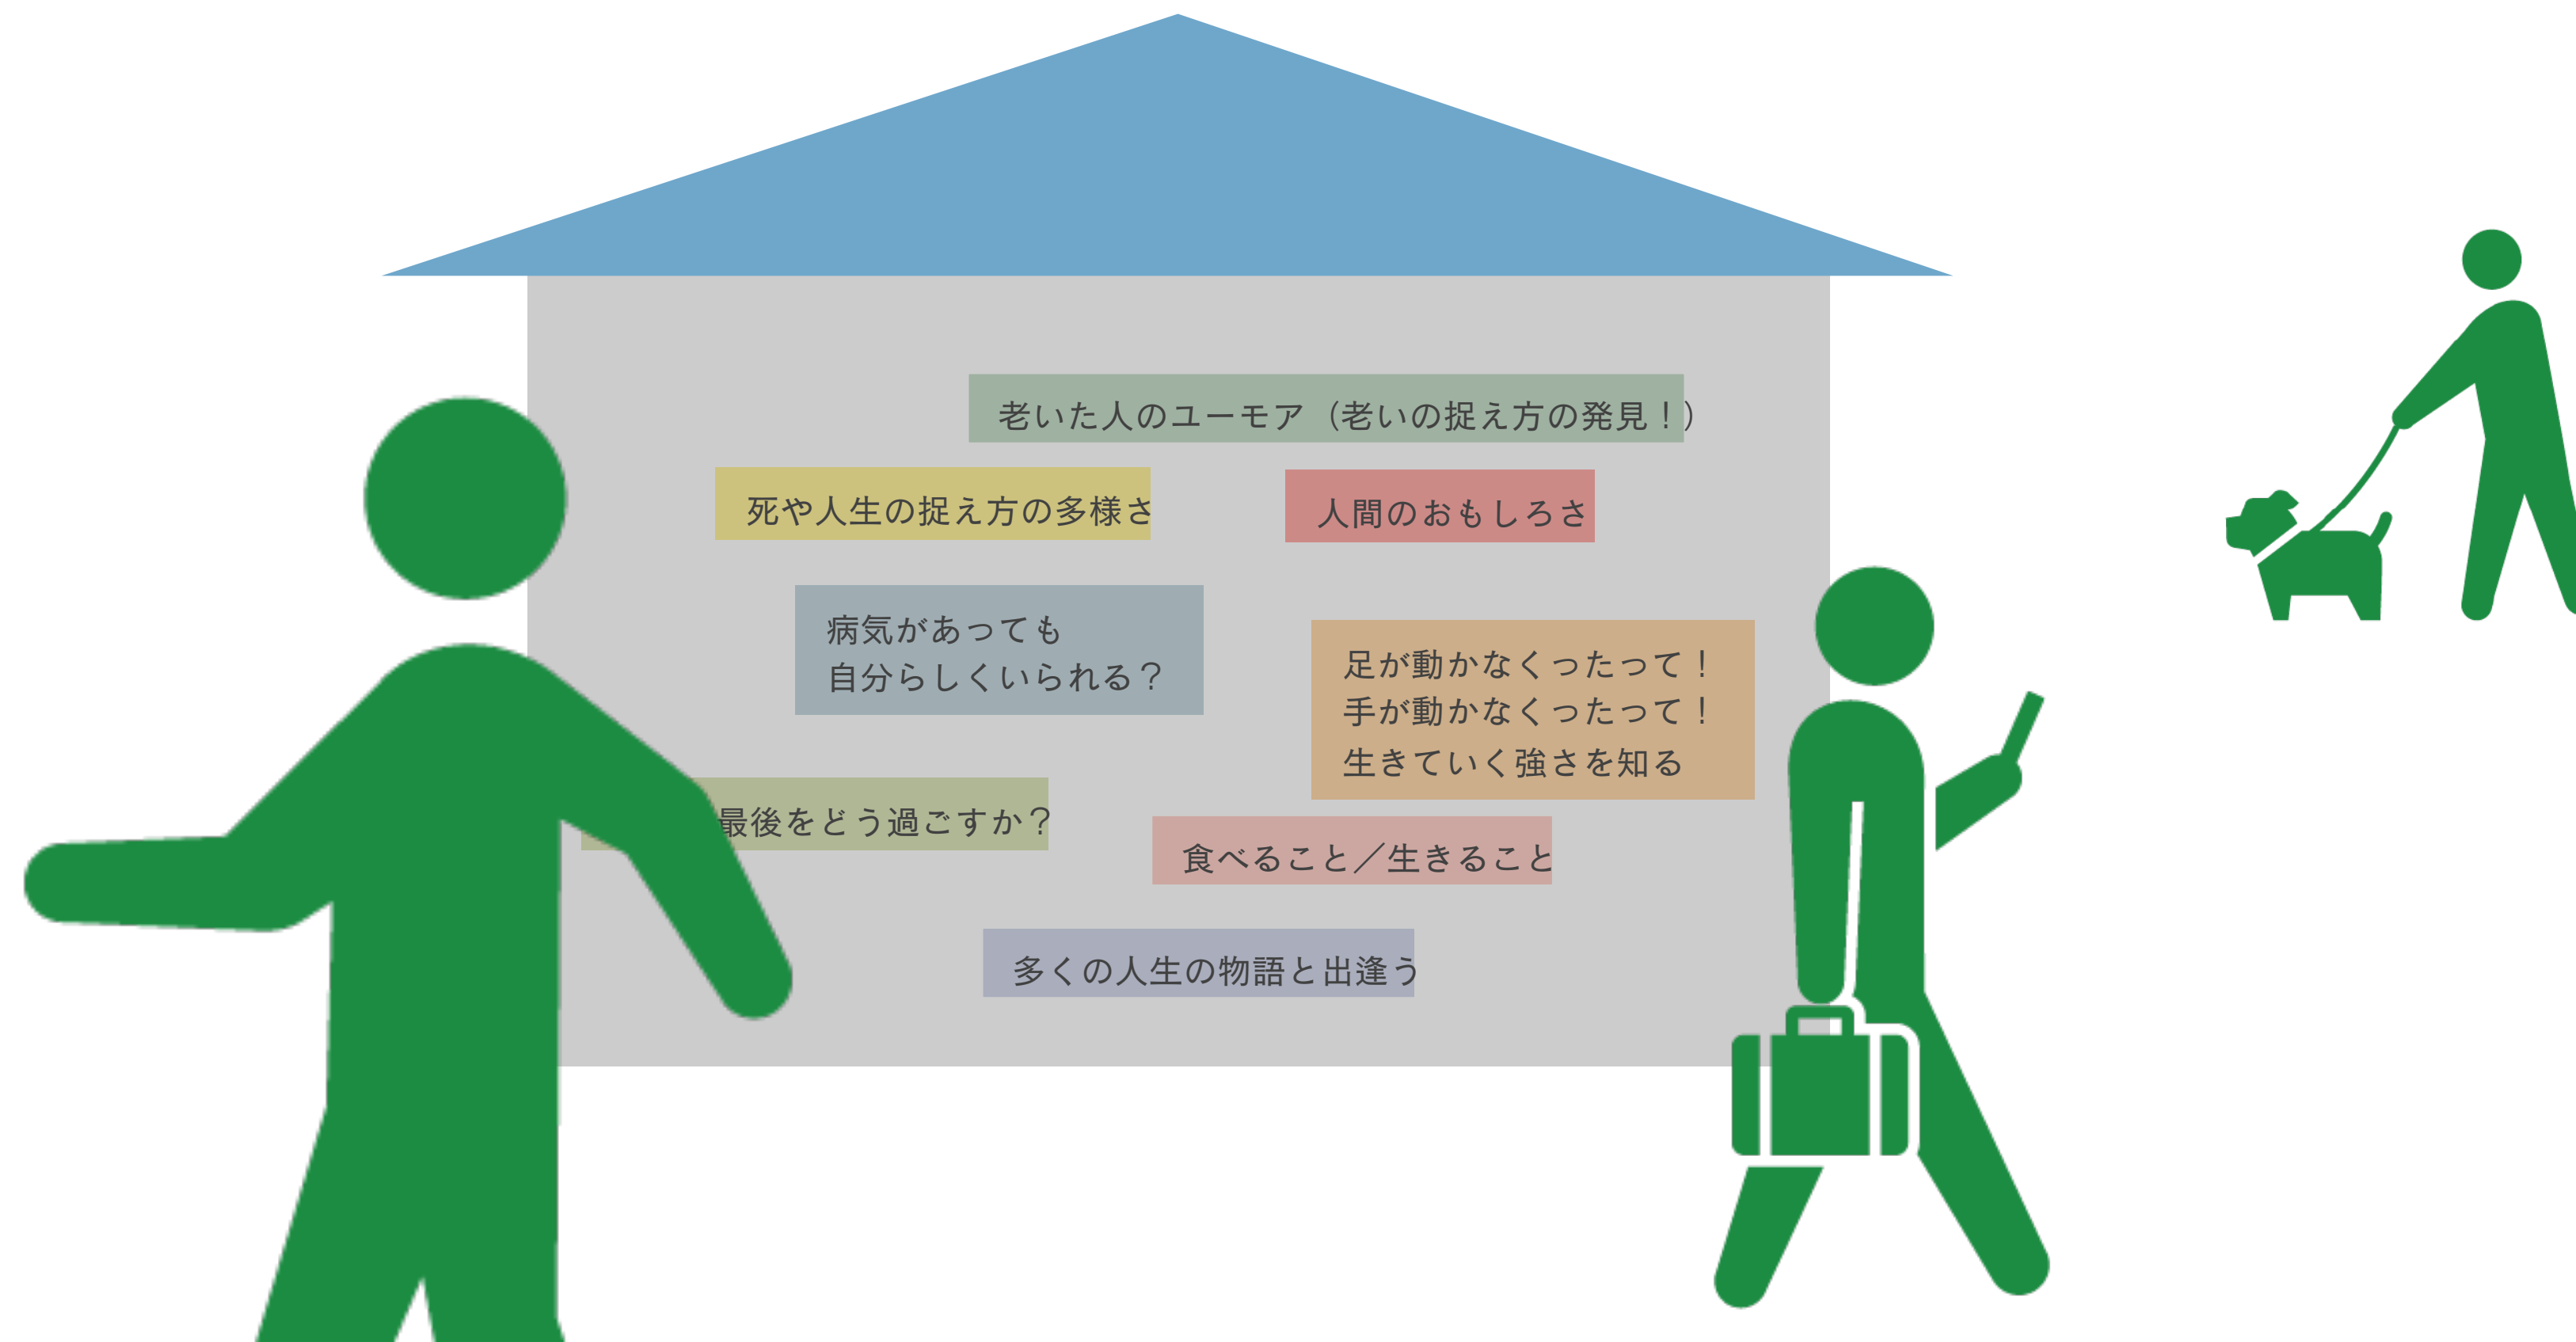 老いた人のユーモア（老いの捉え方の発見！）
死や人生の捉え方の多様さ
人間のおもしろさ
病気があっても
自分らしくいられる？
足が動かなくったって！
手が動かなくったって！
生きていく強さを知る
最後をどう過ごすか？
食べること／生きること
多くの人生の物語と出逢う